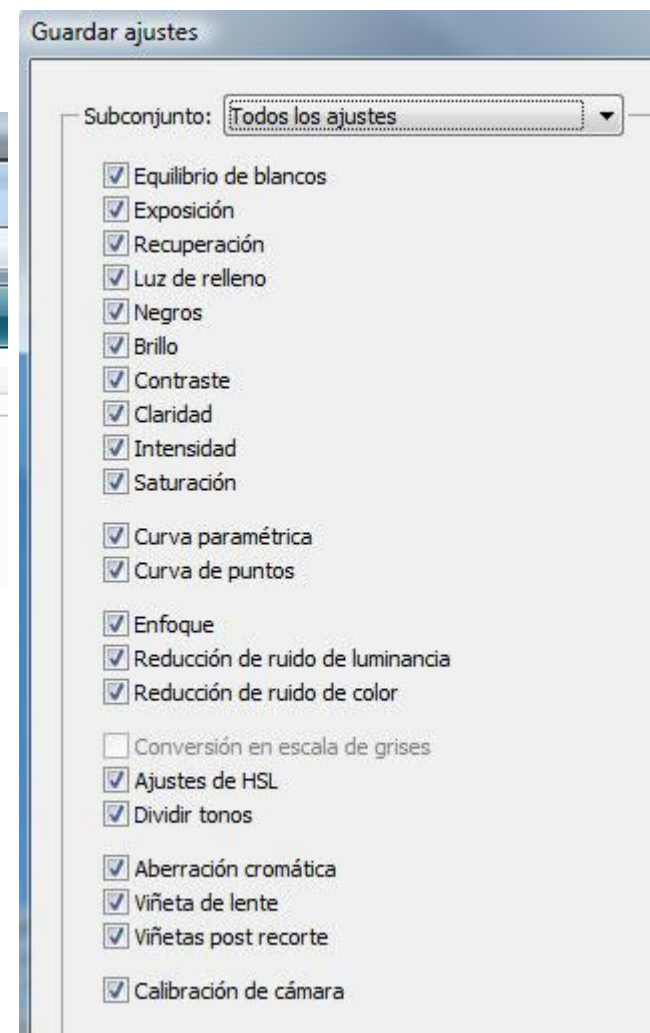 Guardar ajustes
Subconjunto: Todos los ajustes
Equilibrio de blancos
Exposición
Recuperación
Luz de relleno
Negros
Brillo
Contraste
Claridad
Intensidad
Saturación
Curva paramétrica
Curva de puntos
Enfoque
Reducción de ruido de luminancia
Reducción de ruido de color
Conversión en escala de grises
Ajustes de HSL
Dividir tonos
Aberración cromática
Viñeta de lente
Viñetas post recorte
Calibración de cámara